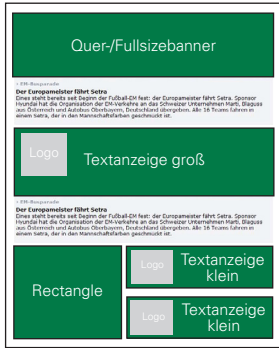 Quer-/Fullsizebanner
» EM-Busparade
Der Europameister fährt Setra
Eines steht bereits seit Beginn der Fußball-EM fest: der Europameister fährt Setra. Sponsor
Hyundai hat die Organisation der EM-Verkehre an das Schweizer Unternehmen Marti, Blaguss
aus Österreich und Autobus Oberbayern, Deutschland übergeben. Alle 16 Teams fahren in
einem Setra, der in den Mannschaftsfarben geschmückt ist.
Logo
Textanzeige groß
» EM-Busparade
Der Europameister fährt Setra
Eines steht bereits seit Beginn der Fußball-EM fest: der Europameister fährt Setra. Sponsor
Hyundai hat die Organisation der EM-Verkehre an das Schweizer Unternehmen Marti, Blaguss
aus Österreich und Autobus Oberbayern, Deutschland übergeben. Alle 16 Teams fahren in
einem Setra, der in den Mannschaftsfarben geschmückt ist.
Rectangle
Logo
Textanzeige
klein
Logo
Textanzeige
klein